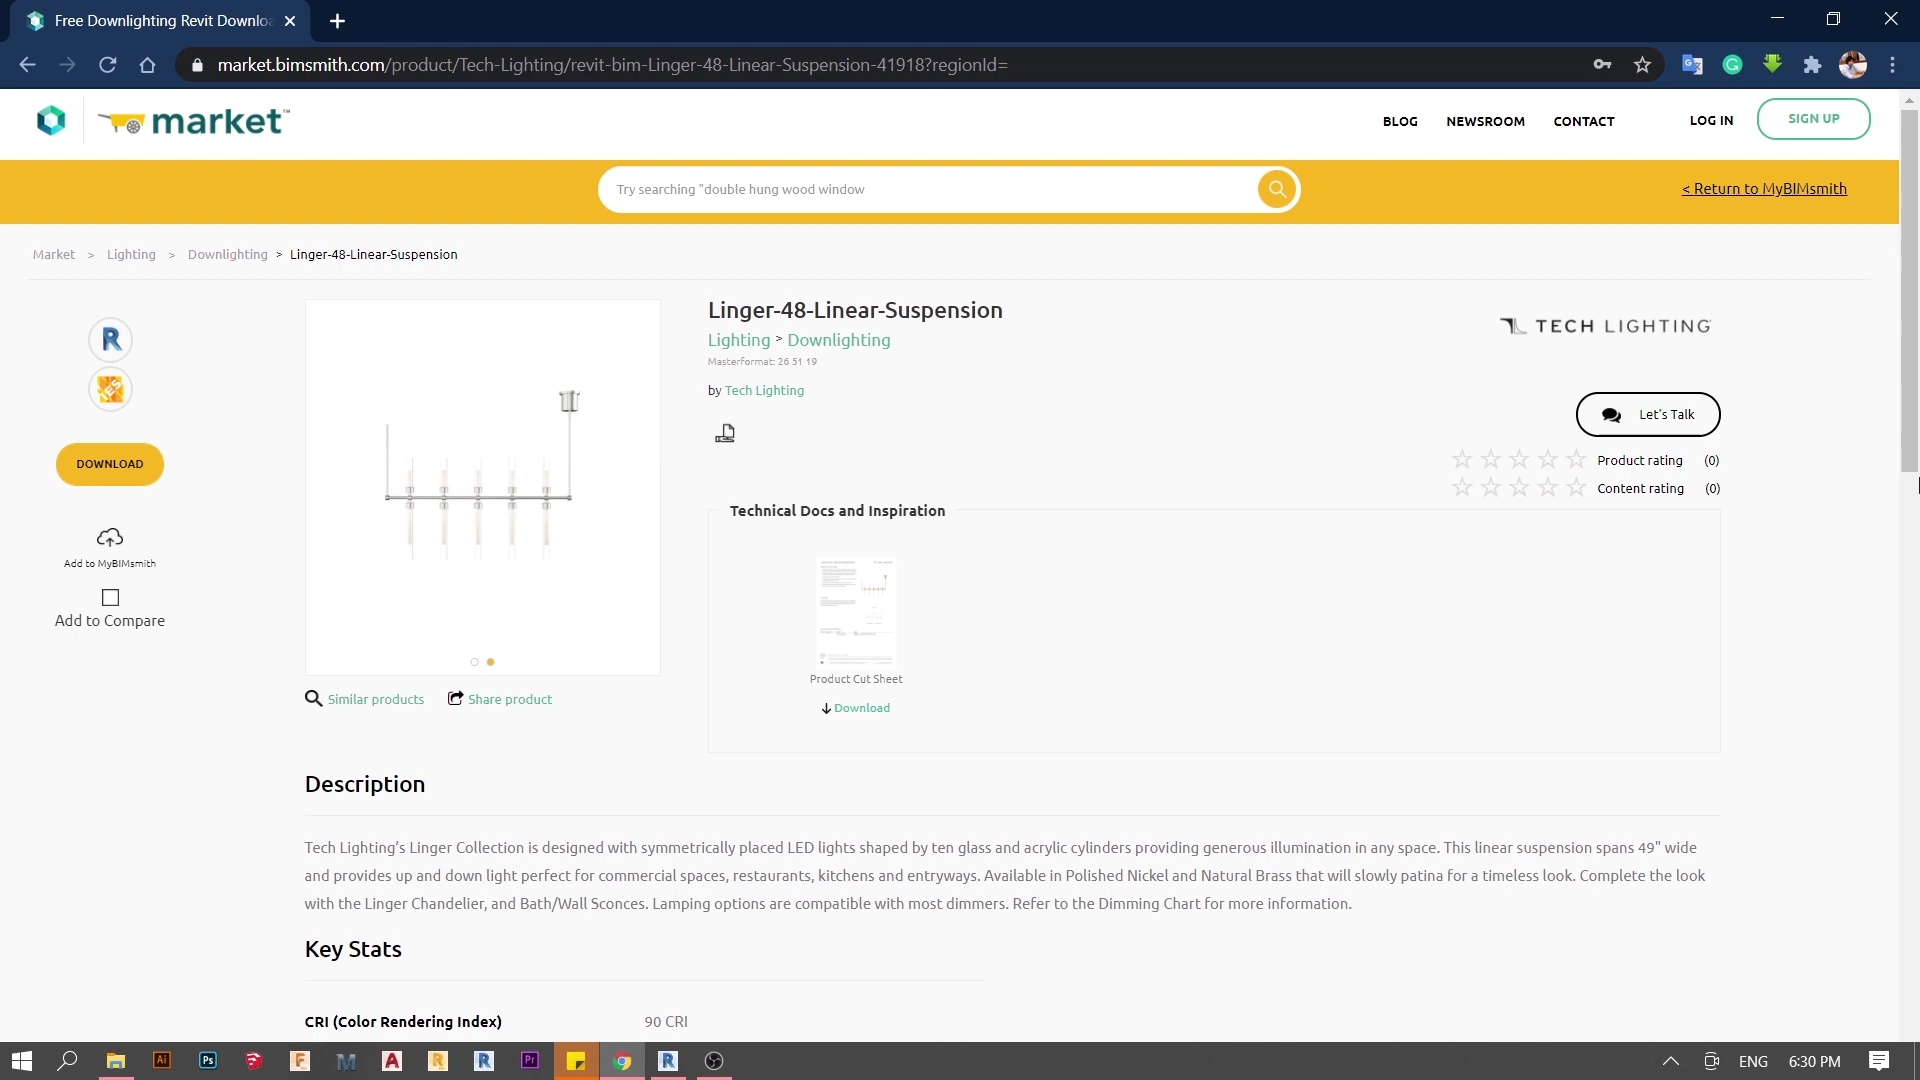 Free Downlighting Revit Downlo
market.bimsmith.com/product/Tech-Lighting/revit-bim-Linger-48-Linear-Suspension-41918?regionId=
market™
BLOG
NEWSROOM
CONTACT
LOG IN
SIGN UP
Try searching "double hung wood window
< Return to MyBIMsmith
Market > Lighting > Downlighting > Linger-48-Linear-Suspension
R
IES
DOWNLOAD
Add to MyBIMsmith
Add to Compare
Similar products
Share product
Linger-48-Linear-Suspension
Lighting > Downlighting
Masterformat: 26 51 19
by Tech Lighting
TECH LIGHTING
Let's Talk
Product rating (0)
Content rating (0)
Technical Docs and Inspiration
Product Cut Sheet
Download
Description
Tech Lighting’s Linger Collection is designed with symmetrically placed LED lights shaped by ten glass and acrylic cylinders providing generous illumination in any space. This linear suspension spans 49" wide
and provides up and down light perfect for commercial spaces, restaurants, kitchens and entryways. Available in Polished Nickel and Natural Brass that will slowly patina for a timeless look. Complete the look
with the Linger Chandelier, and Bath/Wall Sconces. Lamping options are compatible with most dimmers. Refer to the Dimming Chart for more information.
Key Stats
CRI (Color Rendering Index)
90 CRI
Ai
Ps
F
M
A
R
R
Pr
R
ENG
6:30 PM